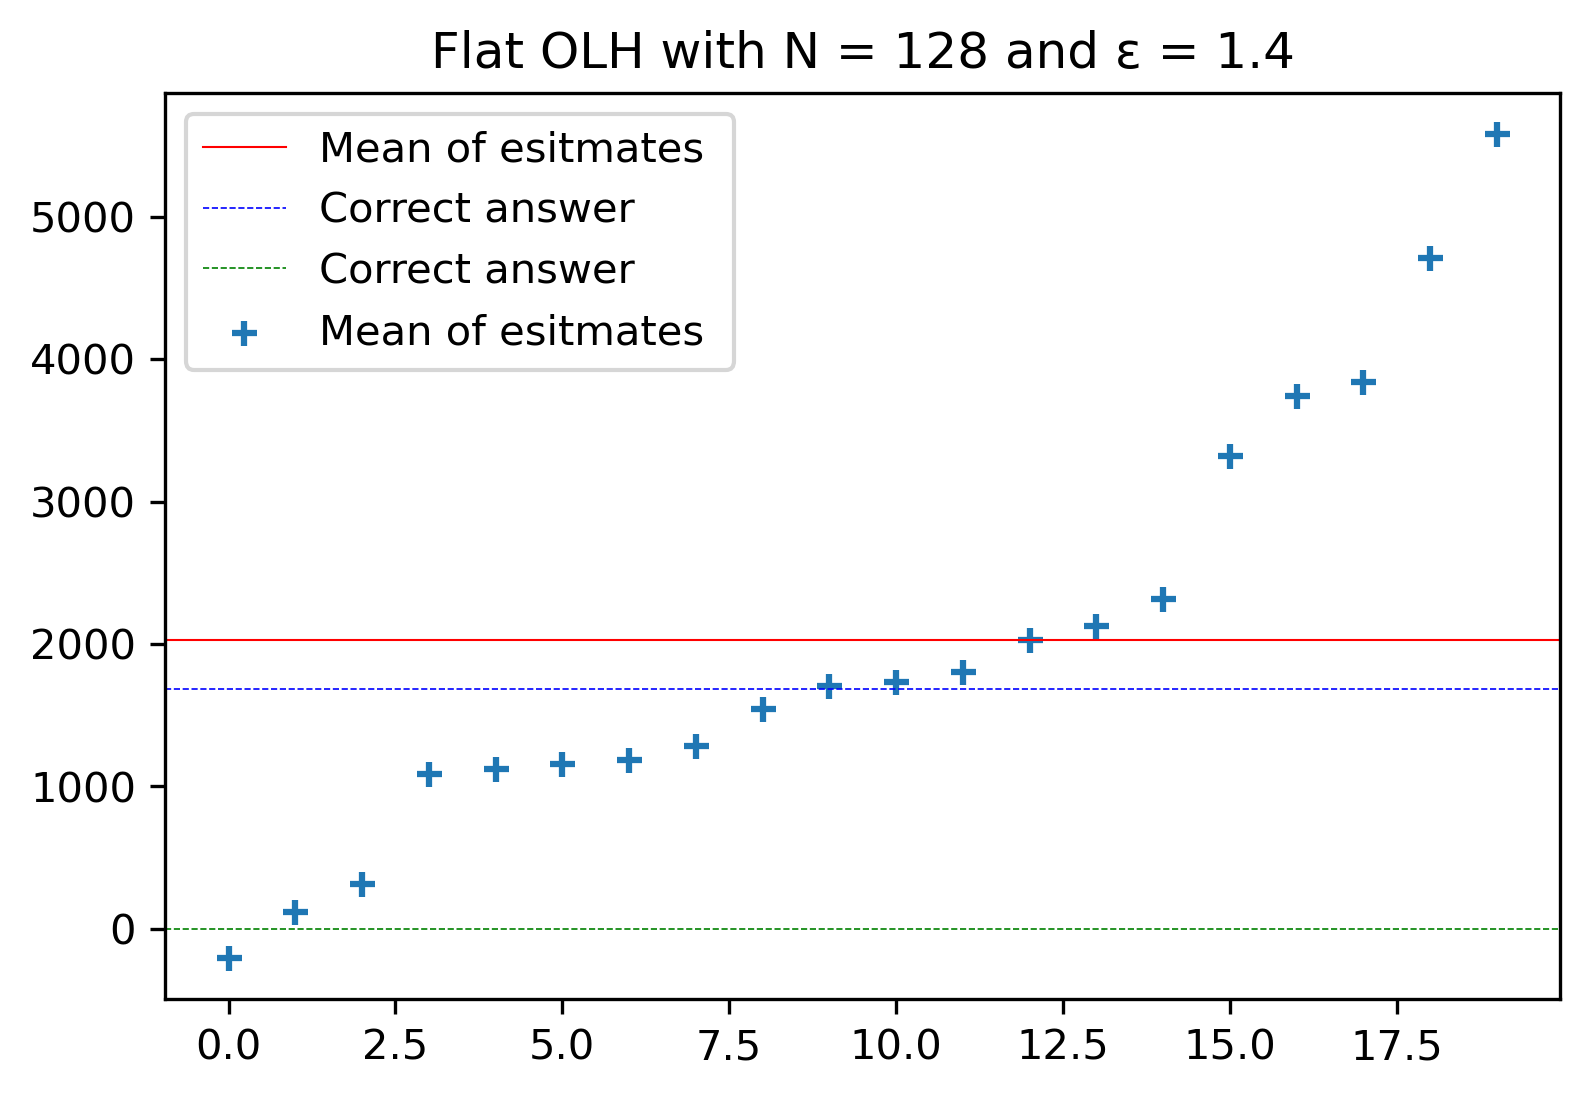 Flat OLH with N = 128 and ε = 1.4
Mean of esitmates
Correct answer
Correct answer
Mean of esitmates
5000
4000
3000
2000
1000
0
0.0 2.5 5.0 7.5 10.0 12.5 15.0 17.5